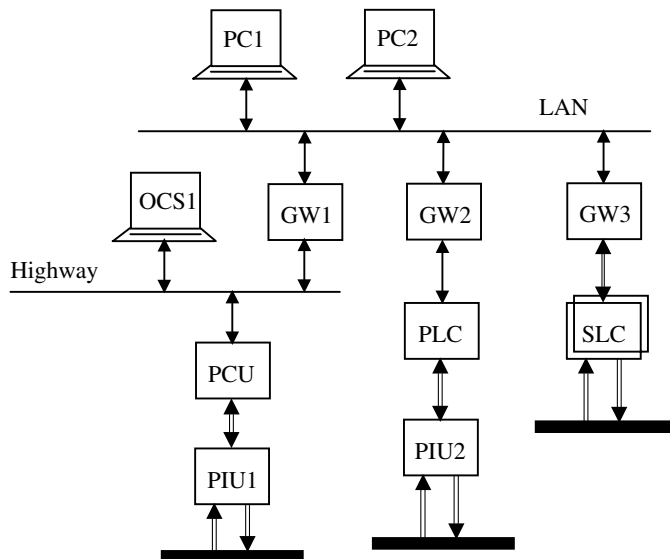 PC1
PC2
LAN
OCS1
GW1
GW2
GW3
Highway
PLC
SLC
PCU
PIU2
PIU1